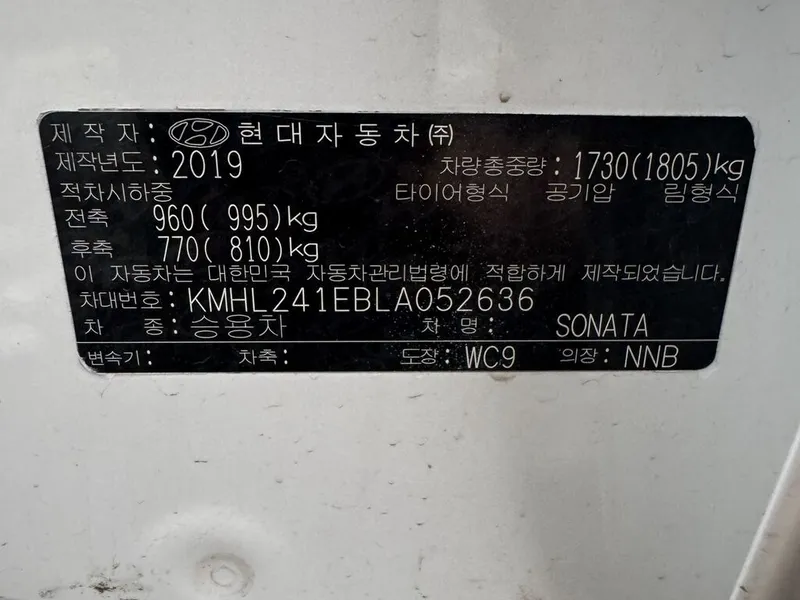 제 작 자 : 현대자동차㈜
제작년도 : 2019 차량총중량 : 1730(1805)kg
적차시하중 타이어형식 공기압 림형식
전축 960( 995)kg
후축 770( 810)kg
이 자동차는 대한민국 자동차관리법령에 적합하게 제작되었습니다.
차대번호 : KMHL241EBLA052636
차 종 : 승용차 차 명 : SONATA
변속기 : 차축 : 도장 : WC9 의장 : NNB